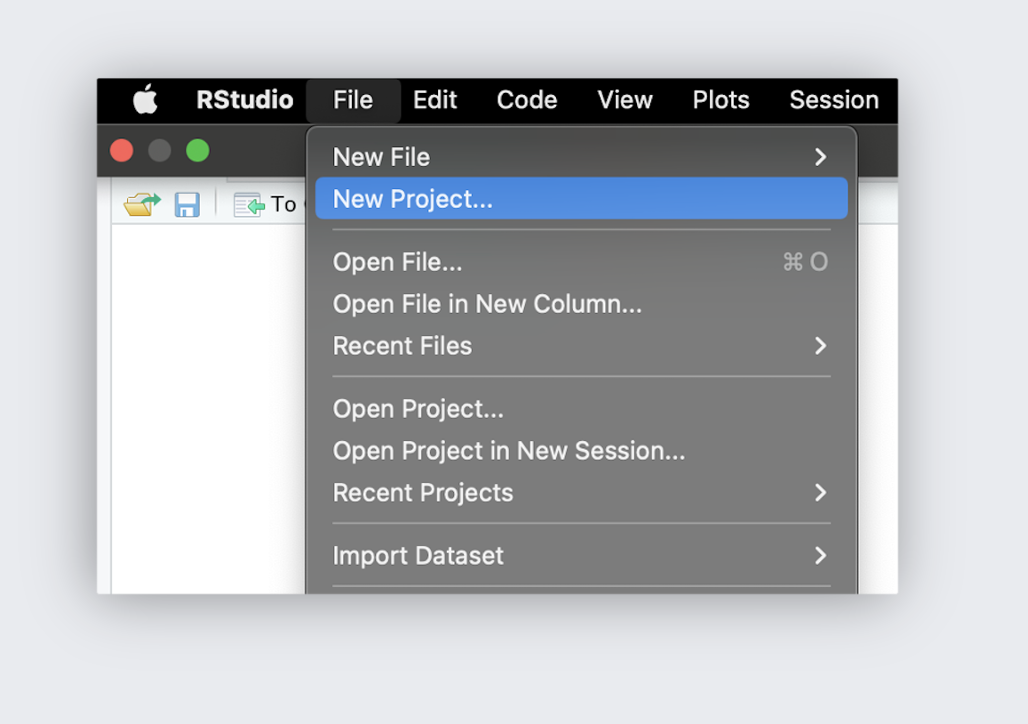 RStudio File Edit Code View Plots Session
New File
New Project...
To
Open File... ⌘ O
Open File in New Column...
Recent Files
Open Project...
Open Project in New Session...
Recent Projects
Import Dataset